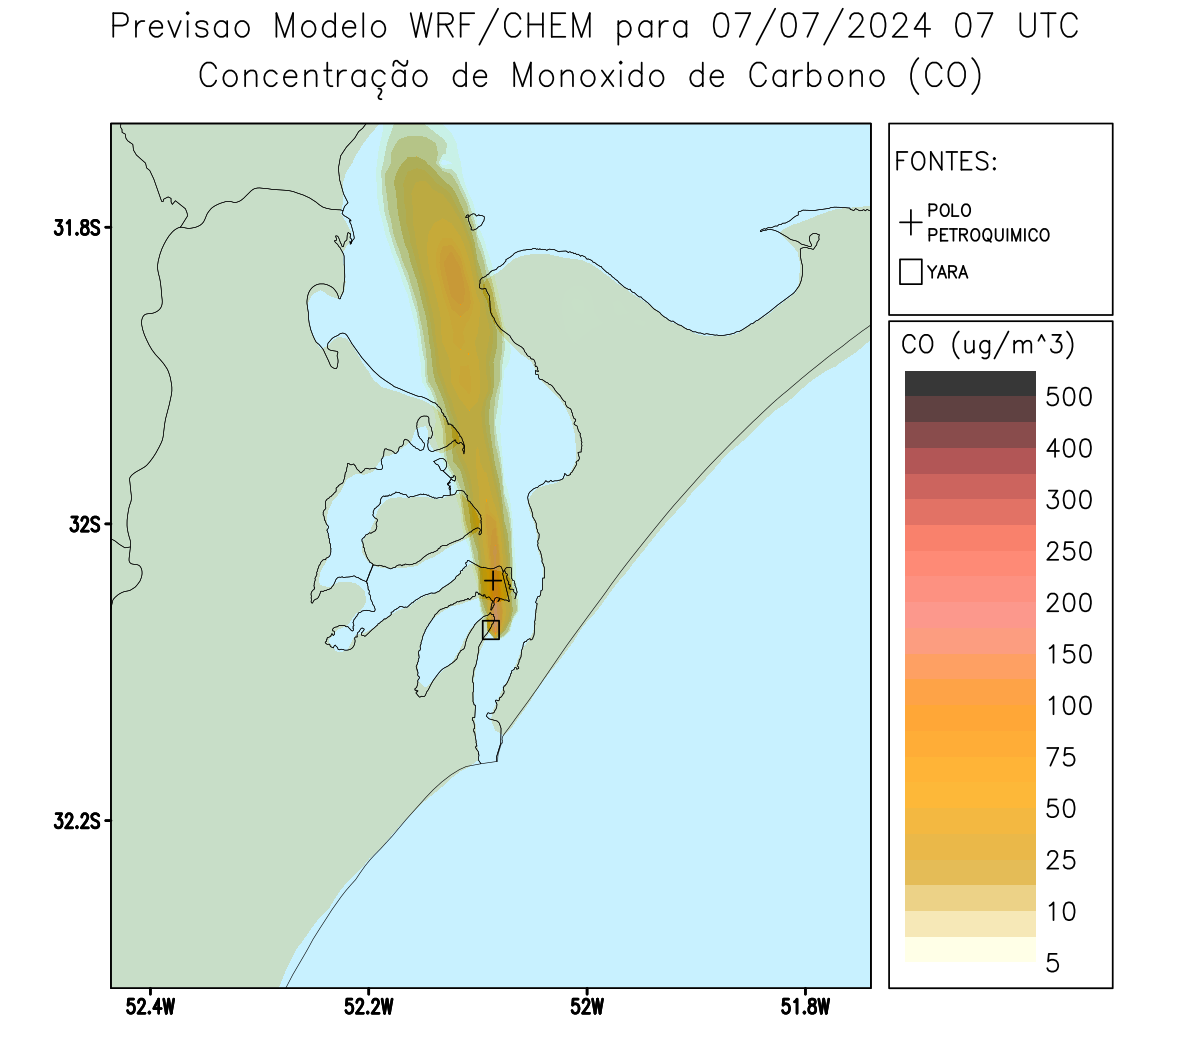 Previsao Modelo WRF/CHEM para 07/07/2024 07 UTC
Concentração de Monoxido de Carbono (CO)
FONTES:
POLO
PETROQUIMICO
YARA
CO (ug/m^3)
500
400
300
250
200
150
100
75
50
25
10
5
31.8S
32S
32.2S
52.4W
52.2W
52W
51.8W